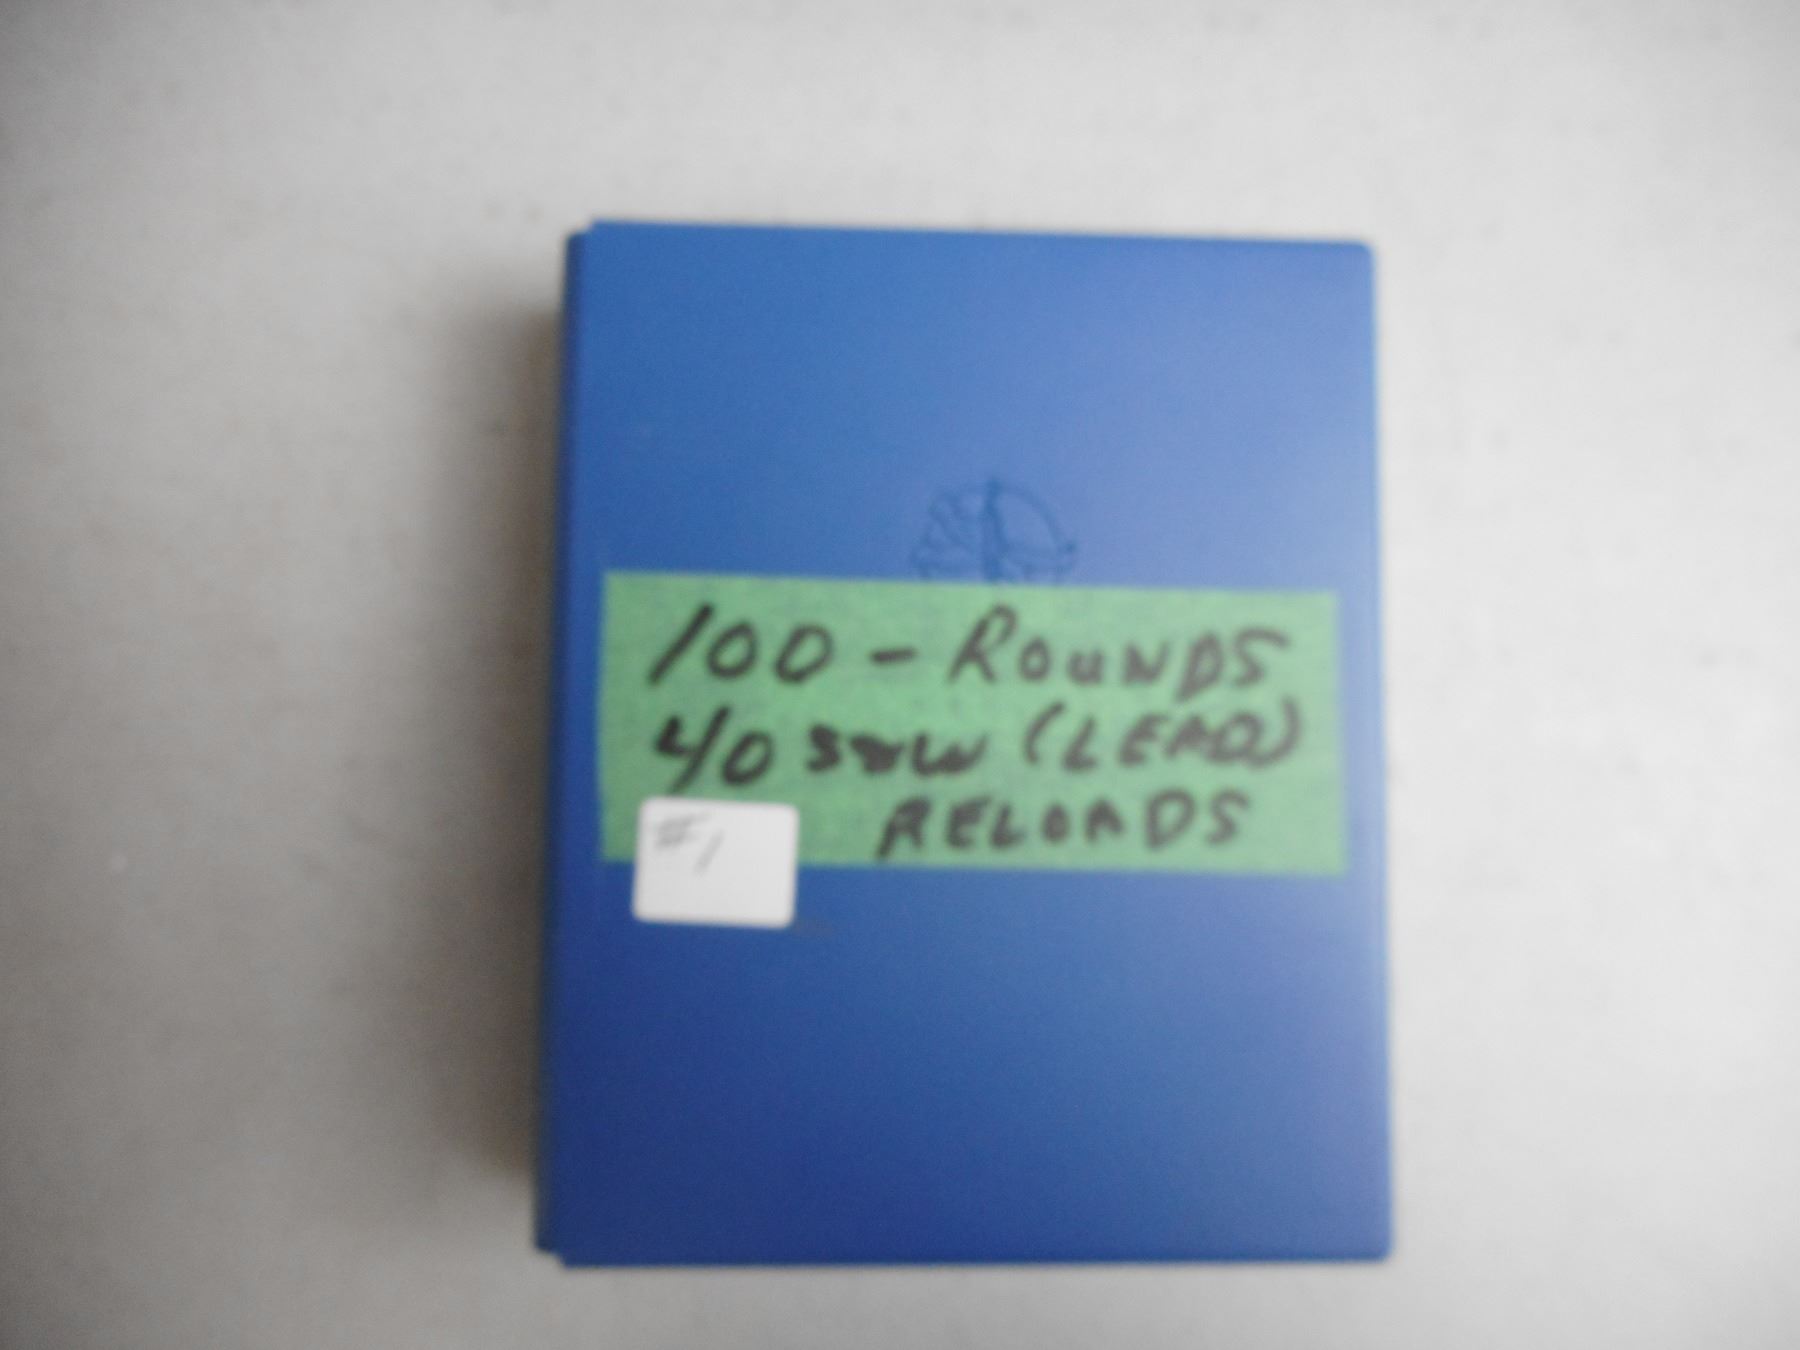 100 - ROUNDS
40 S&W (LEAD)
RELOADS
#1